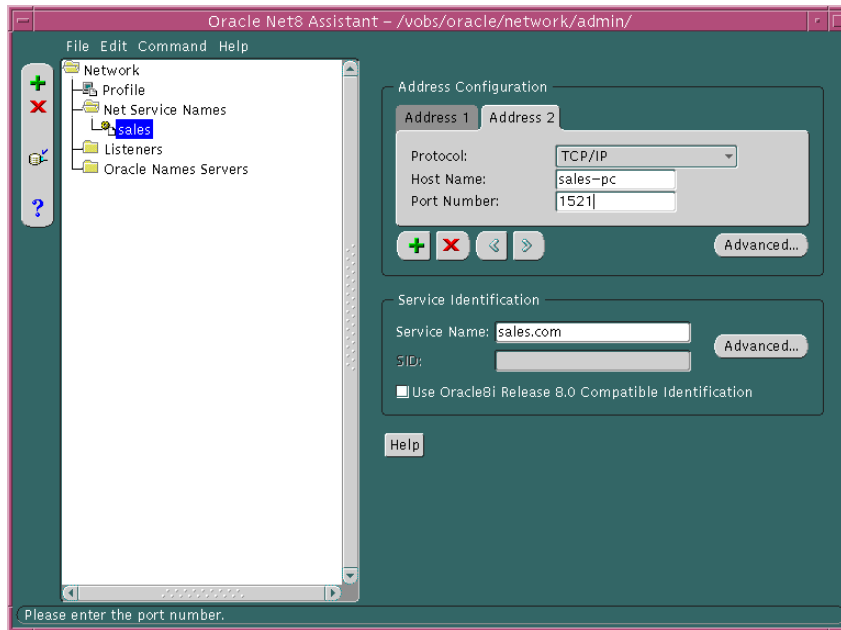 Oracle Net8 Assistant – /vobs/oracle/network/admin/
File Edit Command Help
Network
Profile
Net Service Names
sales
Listeners
Oracle Names Servers
?
Address Configuration
Address 1 Address 2
Protocol: TCP/IP
Host Name: sales-pc
Port Number: 1521
Advanced...
Service Identification
Service Name: sales.com
SID:
Advanced...
Use Oracle8i Release 8.0 Compatible Identification
Help
Please enter the port number.